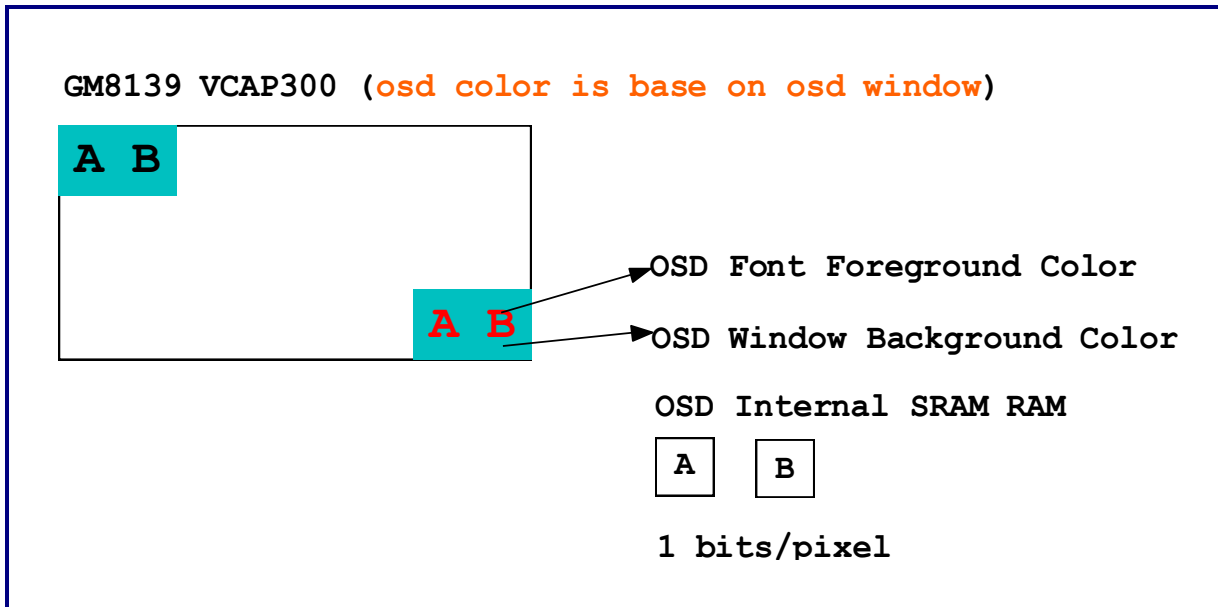 GM8139 VCAP300 (osd color is base on osd window)
A B
OSD Font Foreground Color
A B
OSD Window Background Color
OSD Internal SRAM RAM
A B
1 bits/pixel